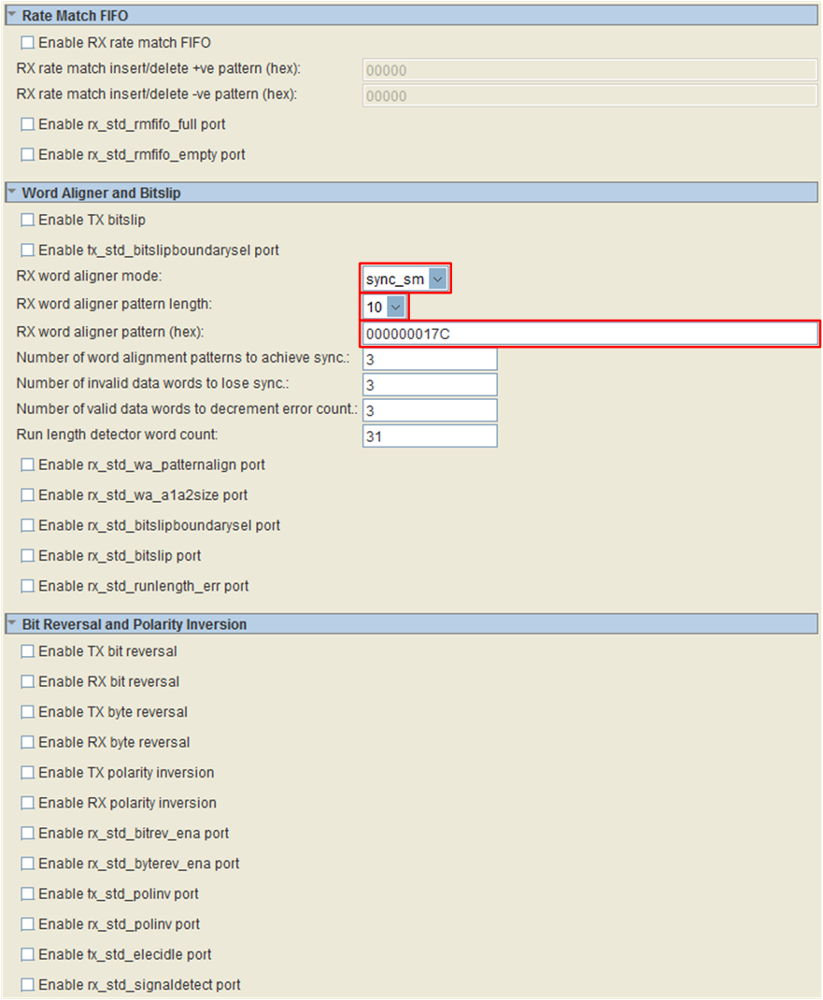 Rate Match FIFO
Enable RX rate match FIFO
RX rate match insert/delete +ve pattern (hex): 00000
RX rate match insert/delete -ve pattern (hex): 00000
Enable rx_std_rmfifo_full port
Enable rx_std_rmfifo_empty port
Word Aligner and Bitslip
Enable TX bitslip
Enable tx_std_bitslipboundarysel port
RX word aligner mode: sync_sm
RX word aligner pattern length: 10
RX word aligner pattern (hex): 000000017C
Number of word alignment patterns to achieve sync.: 3
Number of invalid data words to lose sync.: 3
Number of valid data words to decrement error count.: 3
Run length detector word count: 31
Enable rx_std_wa_patternalign port
Enable rx_std_wa_a1a2size port
Enable rx_std_bitslipboundarysel port
Enable rx_std_bitslip port
Enable rx_std_runlength_err port
Bit Reversal and Polarity Inversion
Enable TX bit reversal
Enable RX bit reversal
Enable TX byte reversal
Enable RX byte reversal
Enable TX polarity inversion
Enable RX polarity inversion
Enable rx_std_bitrev_ena port
Enable rx_std_byterev_ena port
Enable tx_std_polinv port
Enable rx_std_polinv port
Enable tx_std_elecidle port
Enable rx_std_signaldetect port